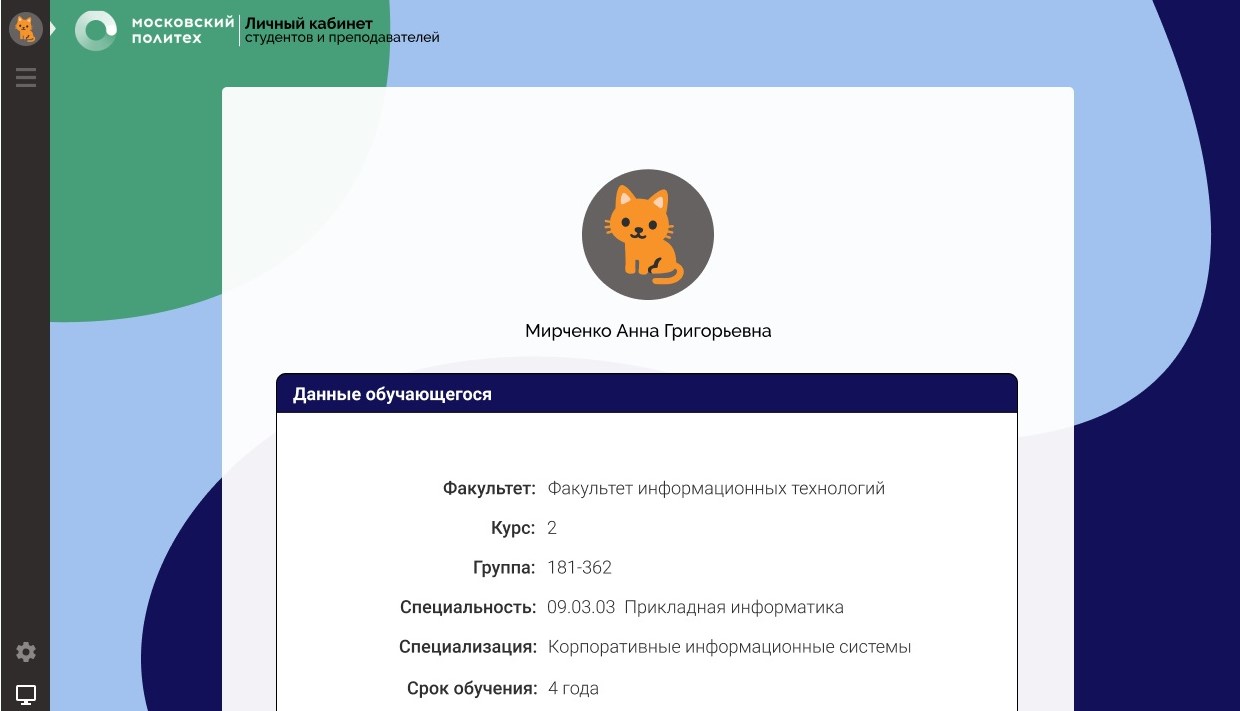 московский
политех
Личный кабинет
студентов и преподавателей
Мирченко Анна Григорьевна
Данные обучающегося
Факультет: Факультет информационных технологий
Курс: 2
Группа: 181-362
Специальность: 09.03.03 Прикладная информатика
Специализация: Корпоративные информационные системы
Срок обучения: 4 года